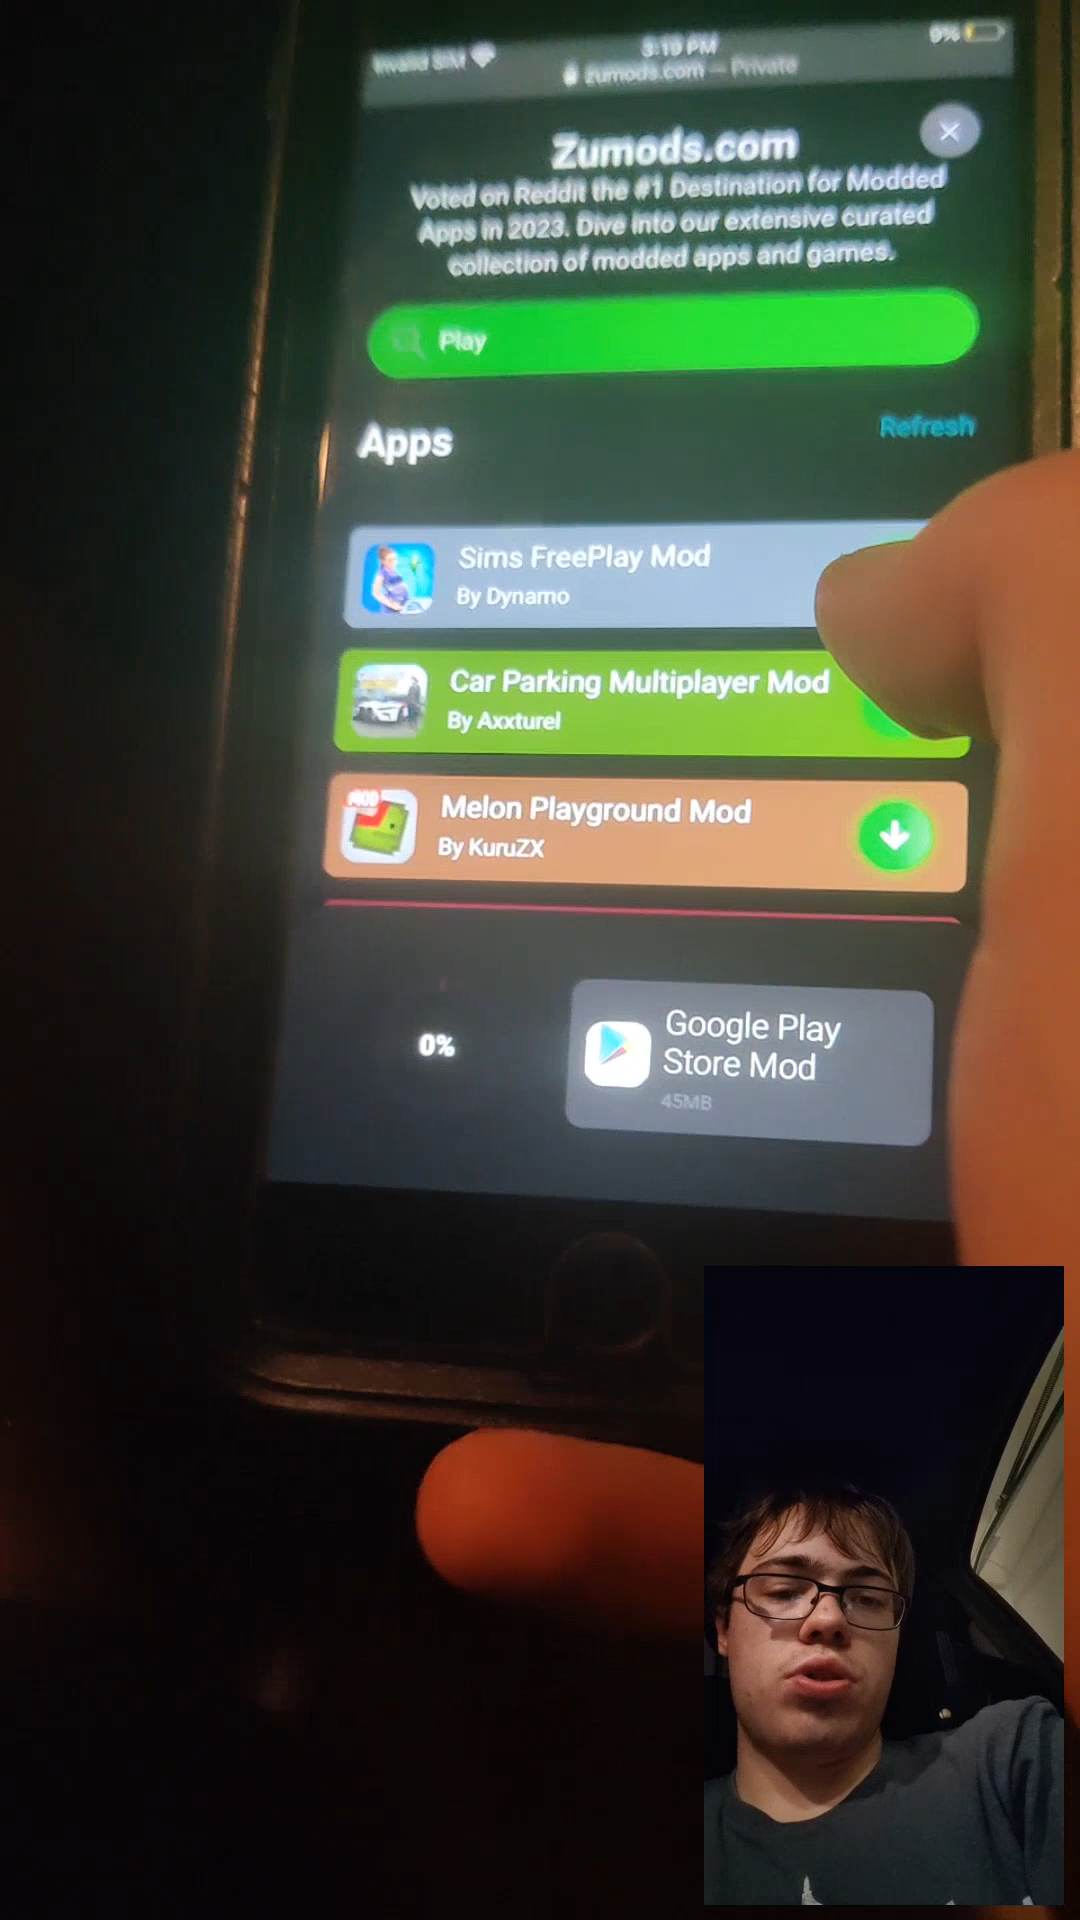 Invalid SIM
3:19 PM
9%
zumods.com — Private
Zumods.com
Voted on Reddit the #1 Destination for Modded
Apps in 2023. Dive into our extensive curated
collection of modded apps and games.
Play
Apps
Refresh
Sims FreePlay Mod
By Dynamo
Car Parking Multiplayer Mod
By Axxturel
MOD
Melon Playground Mod
By KuruZX
0%
Google Play
Store Mod
45MB